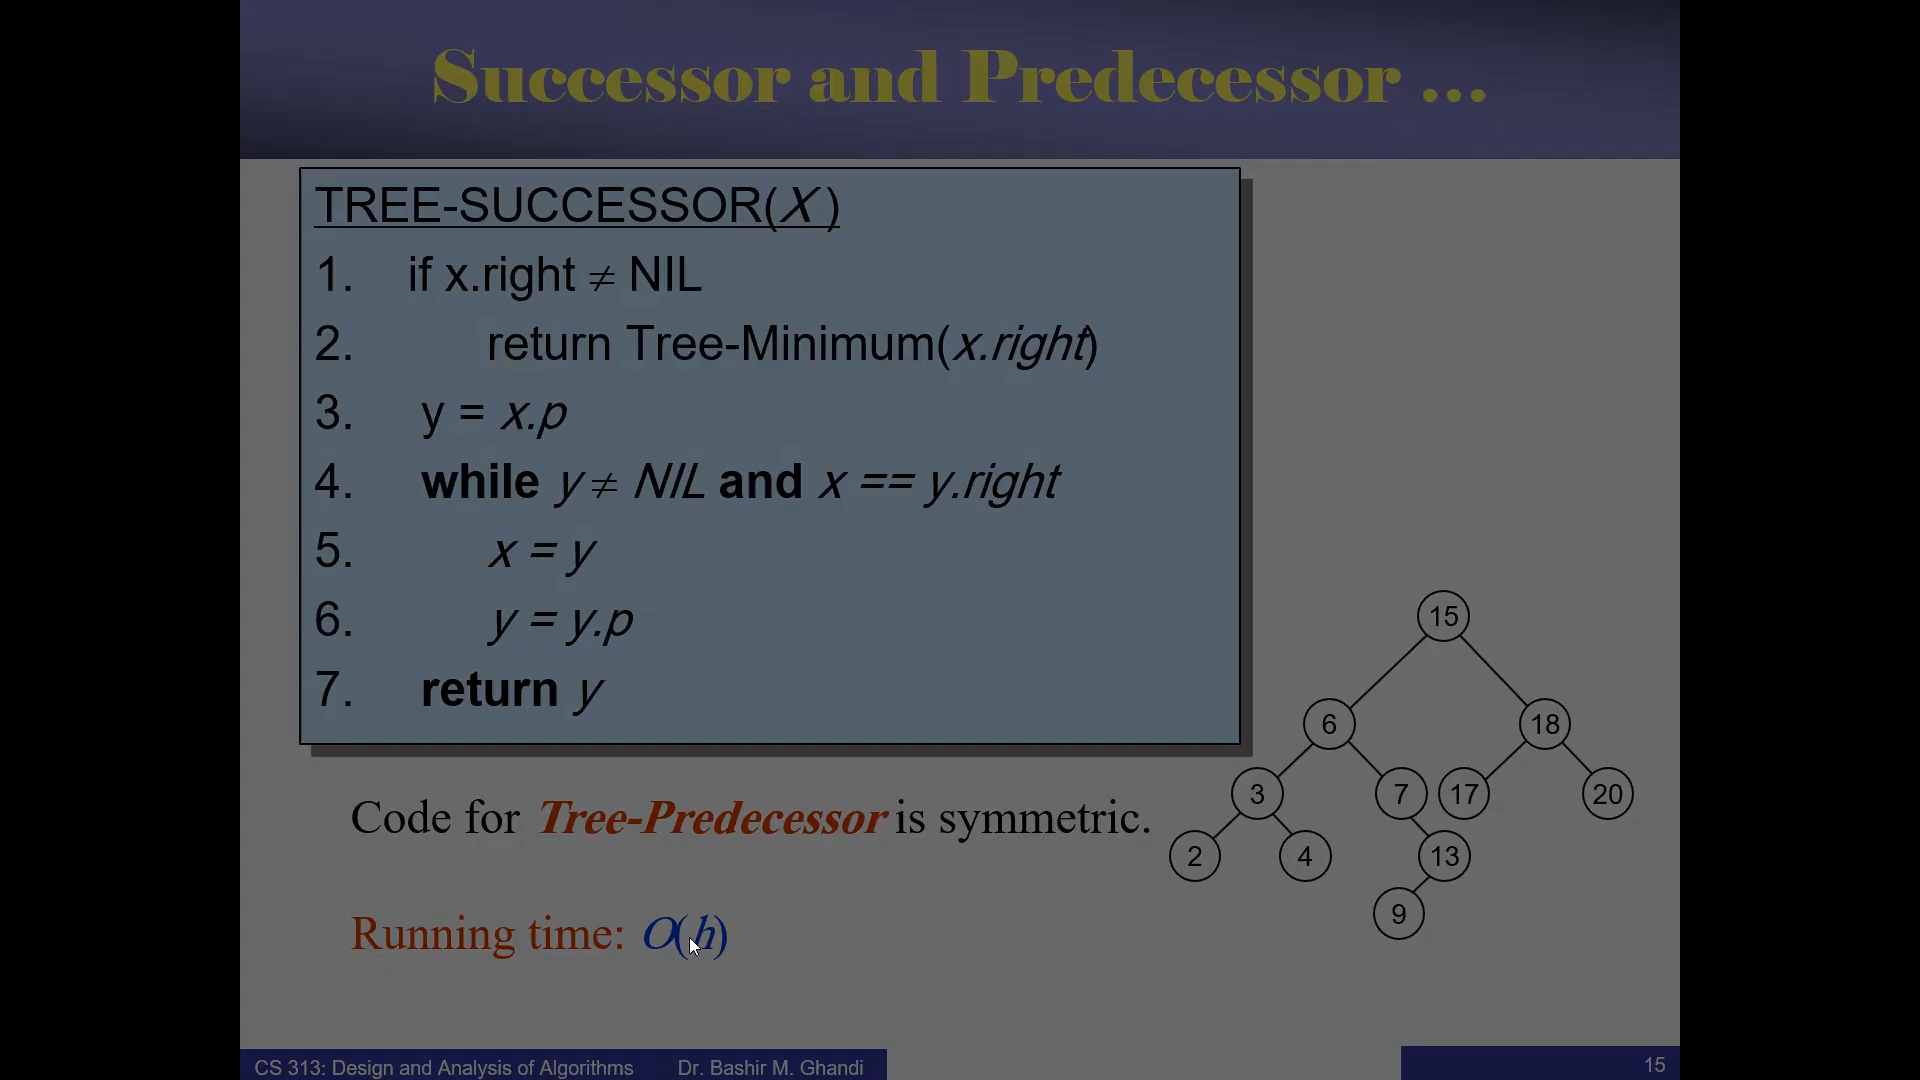 Successor and Predecessor ...
TREE-SUCCESSOR(X )
1. if x.right ≠ NIL
2. return Tree-Minimum(x.right)
3. y = x.p
4. while y ≠ NIL and x == y.right
5. x = y
6. y = y.p
7. return y
15
6 18
3 7 17 20
2 4 13
9
Code for Tree-Predecessor is symmetric.
Running time: O(h)
CS 313: Design and Analysis of Algorithms Dr. Bashir M. Ghandi 15